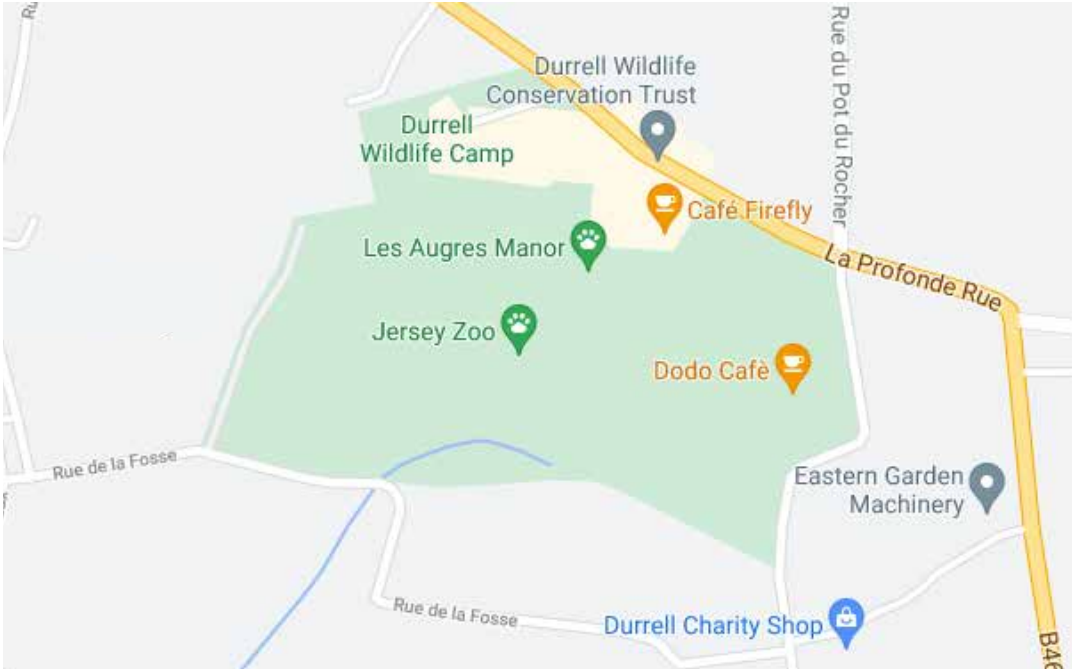 Ru
Rue du Pot du Rocher
Durrell Wildlife
Conservation Trust
Durrell
Wildlife Camp
Café Firefly
Les Augres Manor
La Profonde Rue
Jersey Zoo
Dodo Cafè
Rue de la Fosse
Eastern Garden
Machinery
Rue de la Fosse
Durrell Charity Shop
B46